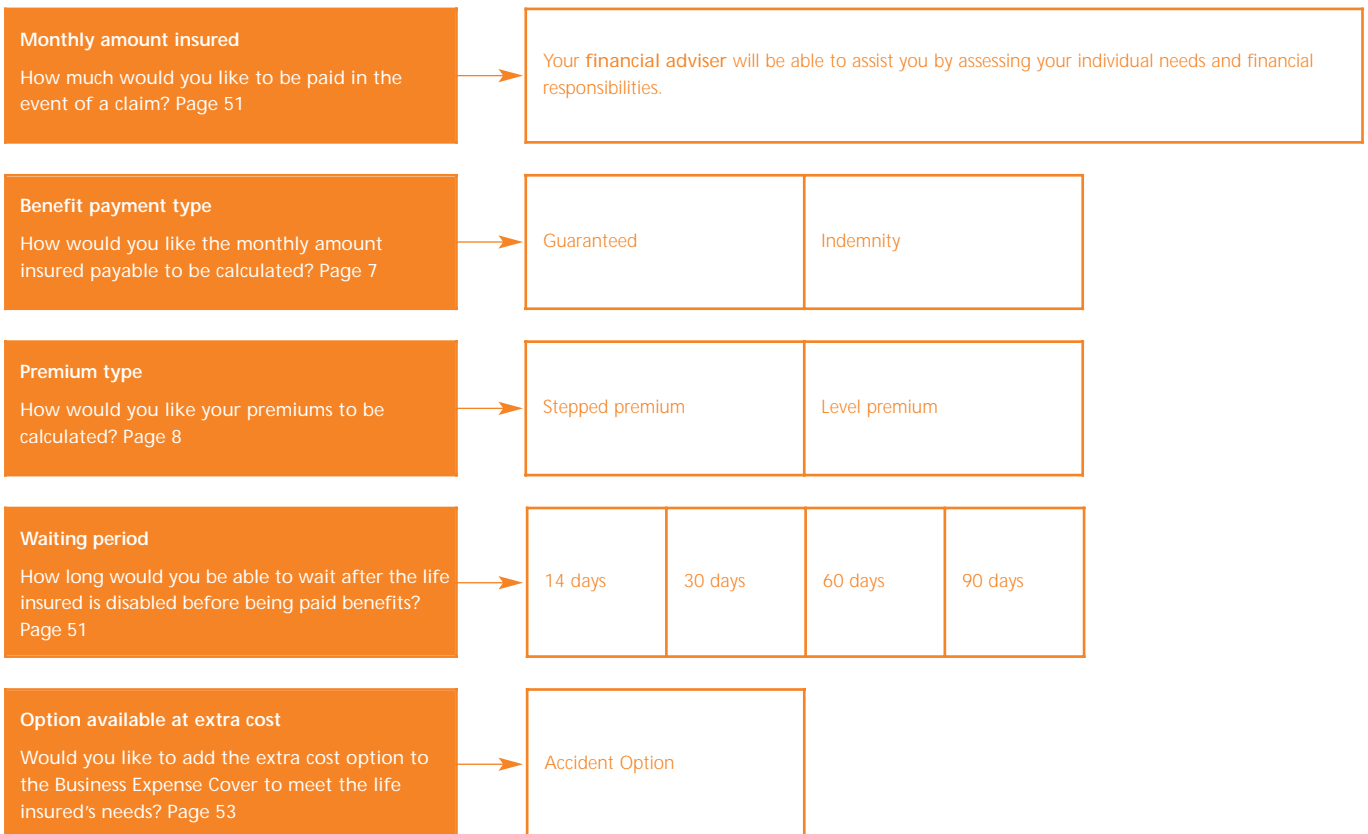 Monthly amount insured
How much would you like to be paid in the
event of a claim? Page 51
Your financial adviser will be able to assist you by assessing your individual needs and financial
responsibilities.
Benefit payment type
How would you like the monthly amount
insured payable to be calculated? Page 7
Guaranteed
Indemnity
Premium type
How would you like your premiums to be
calculated? Page 8
Stepped premium
Level premium
Waiting period
How long would you be able to wait after the life
insured is disabled before being paid benefits?
Page 51
14 days
30 days
60 days
90 days
Option available at extra cost
Would you like to add the extra cost option to
the Business Expense Cover to meet the life
insured's needs? Page 53
Accident Option